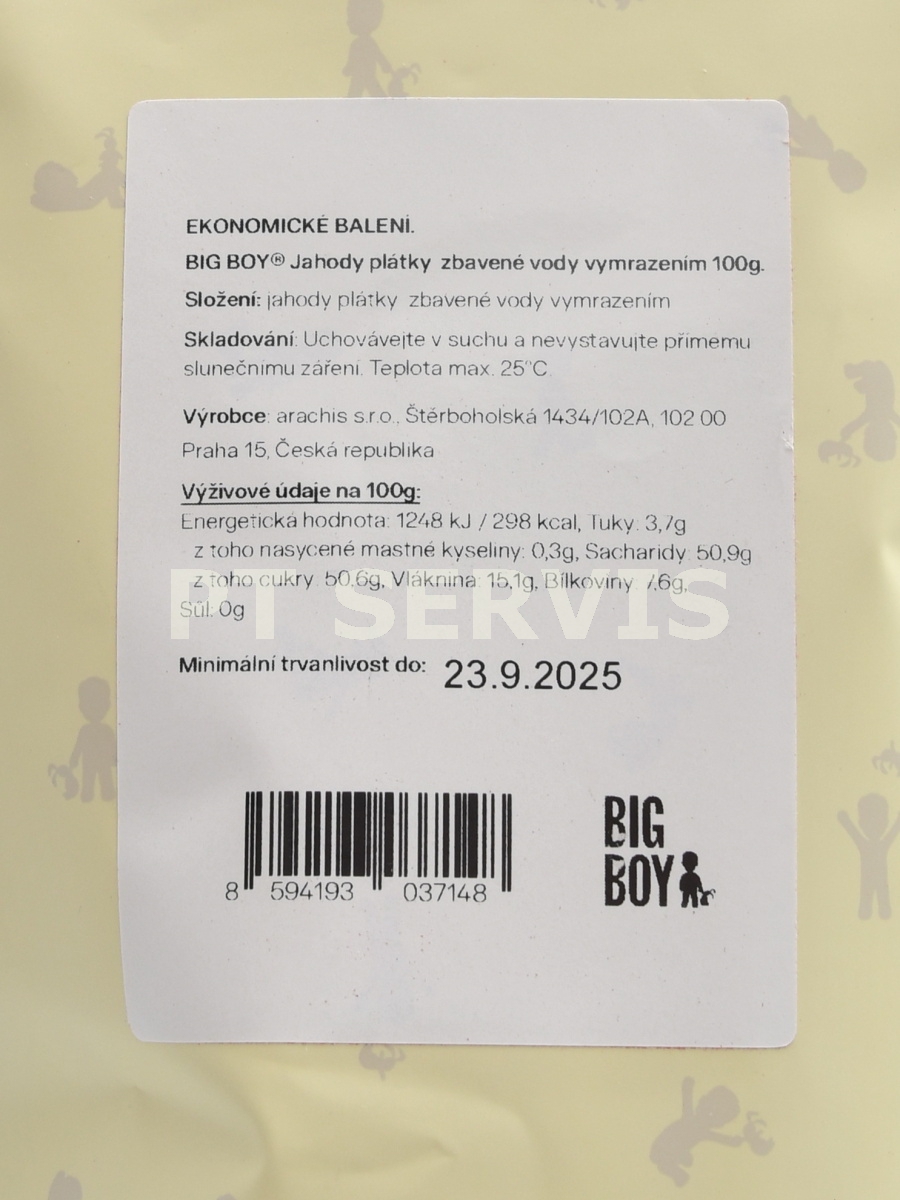 EKONOMICKÉ BALENÍ.
BIG BOY® Jahody plátky zbavené vody vymrazením 100g.
Složení: jahody plátky zbavené vody vymrazením
Skladování: Uchovávejte v suchu a nevystavujte přímému
slunečnímu záření. Teplota max. 25°C.
Výrobce: arachis s.r.o., Štěrboholská 1434/102A, 102 00
Praha 15, Česká republika
Výživové údaje na 100g:
Energetická hodnota: 1248 kJ / 298 kcal, Tuky: 3,7g
z toho nasycené mastné kyseliny: 0,3g, Sacharidy: 50,9g
z toho cukry: 50,6g, Vláknina: 15,1g, Bílkoviny: 7,6g,
Sůl: 0g
PT SERVIS
Minimální trvanlivost do: 23.9.2025
8 594193 037148
BIG
BOY